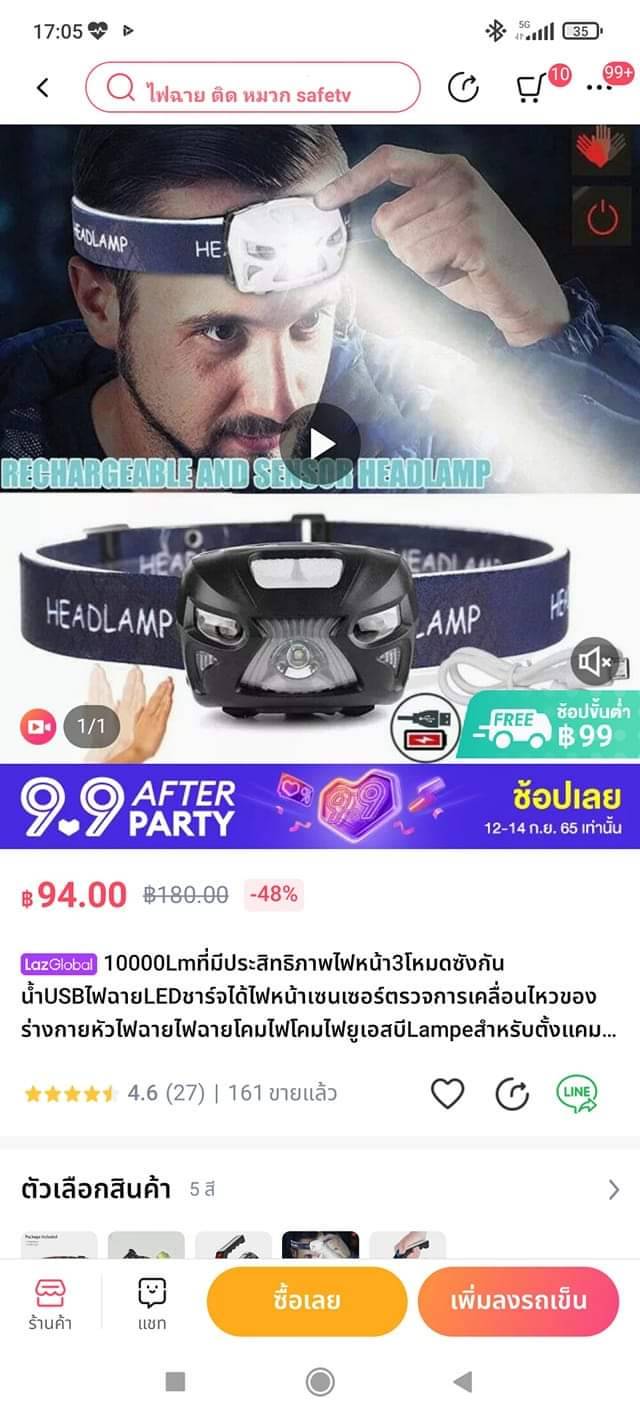 17:05
5G
35
ไฟฉาย ติด หมวก safety
10
99+
HEADLAMP
HE
RECHARGEABLE AND SENSOR HEADLAMP
HEADLAMP
1/1
FREE
ช้อปขั้นต่ำ
฿99
9.9 AFTER PARTY
ช้อปเลย
12-14 ก.ย. 65 เท่านั้น
฿94.00 ฿180.00 -48%
LazGlobal 10000Lmที่มีประสิทธิภาพไฟหน้า3โหมดซังกัน
น้ำUSBไฟฉายLEDชาร์จได้ไฟหน้าเซนเซอร์ตรวจการเคลื่อนไหวของ
ร่างกายหัวไฟฉายไฟฉายโคมไฟโคมไฟยูเอสบีLampeสำหรับตั้งแคม...
4.6 (27) | 161 ขายแล้ว
LINE
ตัวเลือกสินค้า 5 สี
Package Included
ร้านค้า
แชท
ซื้อเลย
เพิ่มลงรถเข็น